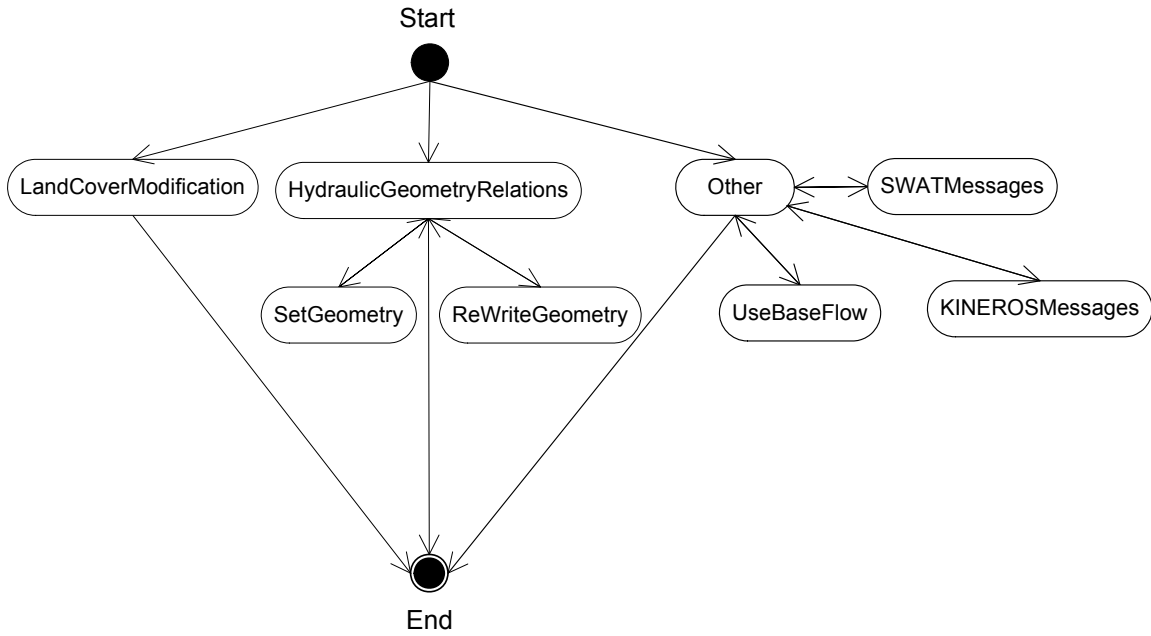 Start
LandCoverModification
HydraulicGeometryRelations
Other
SWATMessages
SetGeometry
ReWriteGeometry
UseBaseFlow
KINEROSMessages
End